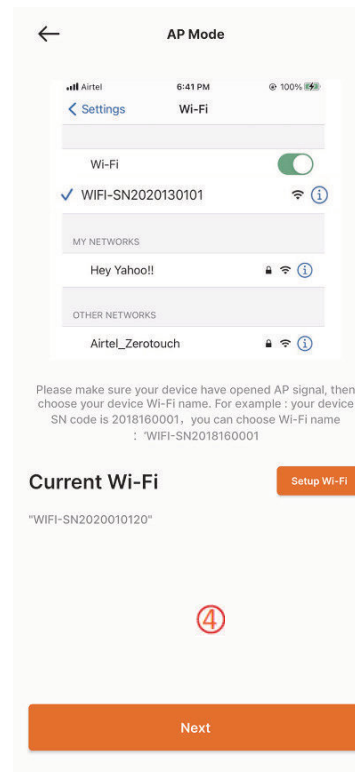 AP Mode
Airtel 6:41 PM 100%
Settings Wi-Fi
Wi-Fi
WIFI-SN2020130101
MY NETWORKS
Hey Yahoo!!
OTHER NETWORKS
Airtel_Zerotouch
Please make sure your device have opened AP signal, then
choose your device Wi-Fi name. For example : your device
SN code is 2018160001，you can choose Wi-Fi name
: 'WIFI-SN2018160001
Current Wi-Fi
Setup Wi-Fi
"WIFI-SN2020010120"
④
Next